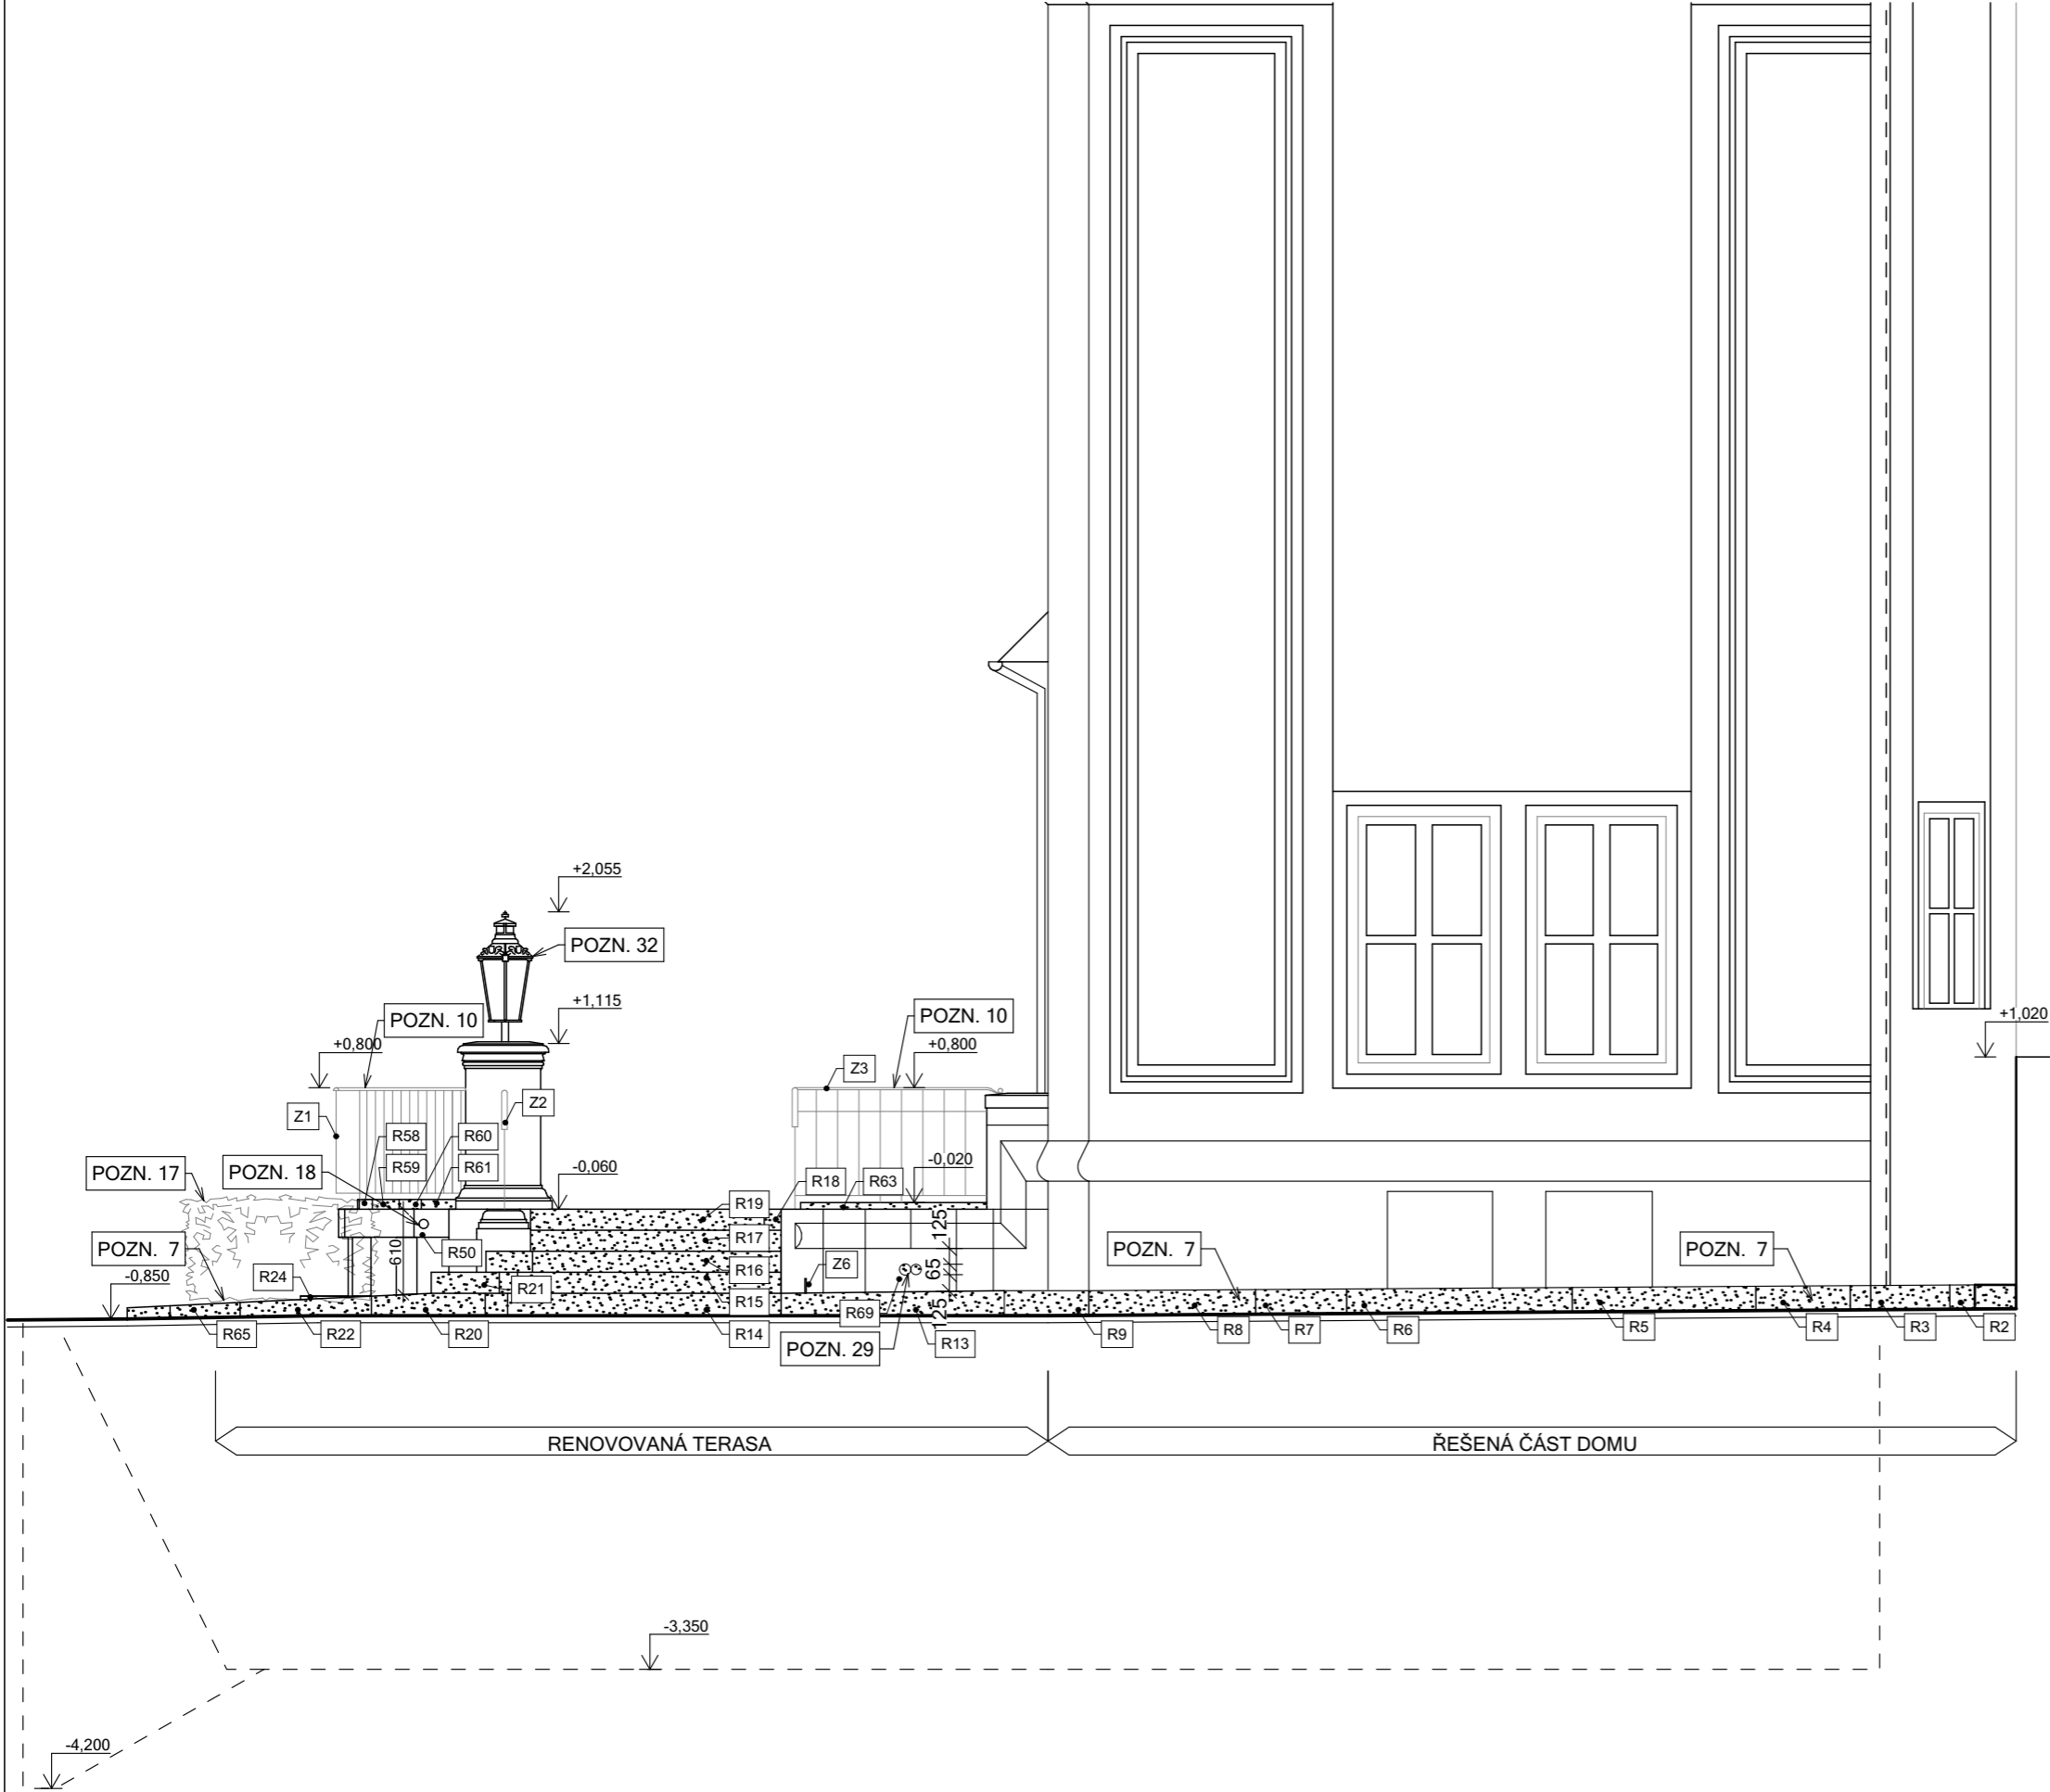 +2,055
POZN. 32
+1,115
POZN. 10
POZN. 10
+1,020
+0,800
+0,800
Z3
Z1
Z2
R58
R60
R59
R61
POZN. 17
POZN. 18
-0,060
-0,020
R18
R63
R19
R17
125
POZN. 7
R50
610
POZN. 7
POZN. 7
-0,850
R24
R16
Z6
65
R21
R15
R69
125
R65
R22
R20
R14
POZN. 29
R13
R9
R8
R7
R6
R5
R4
R3
R2
RENOVOVANÁ TERASA
ŘEŠENÁ ČÁST DOMU
-3,350
-4,200